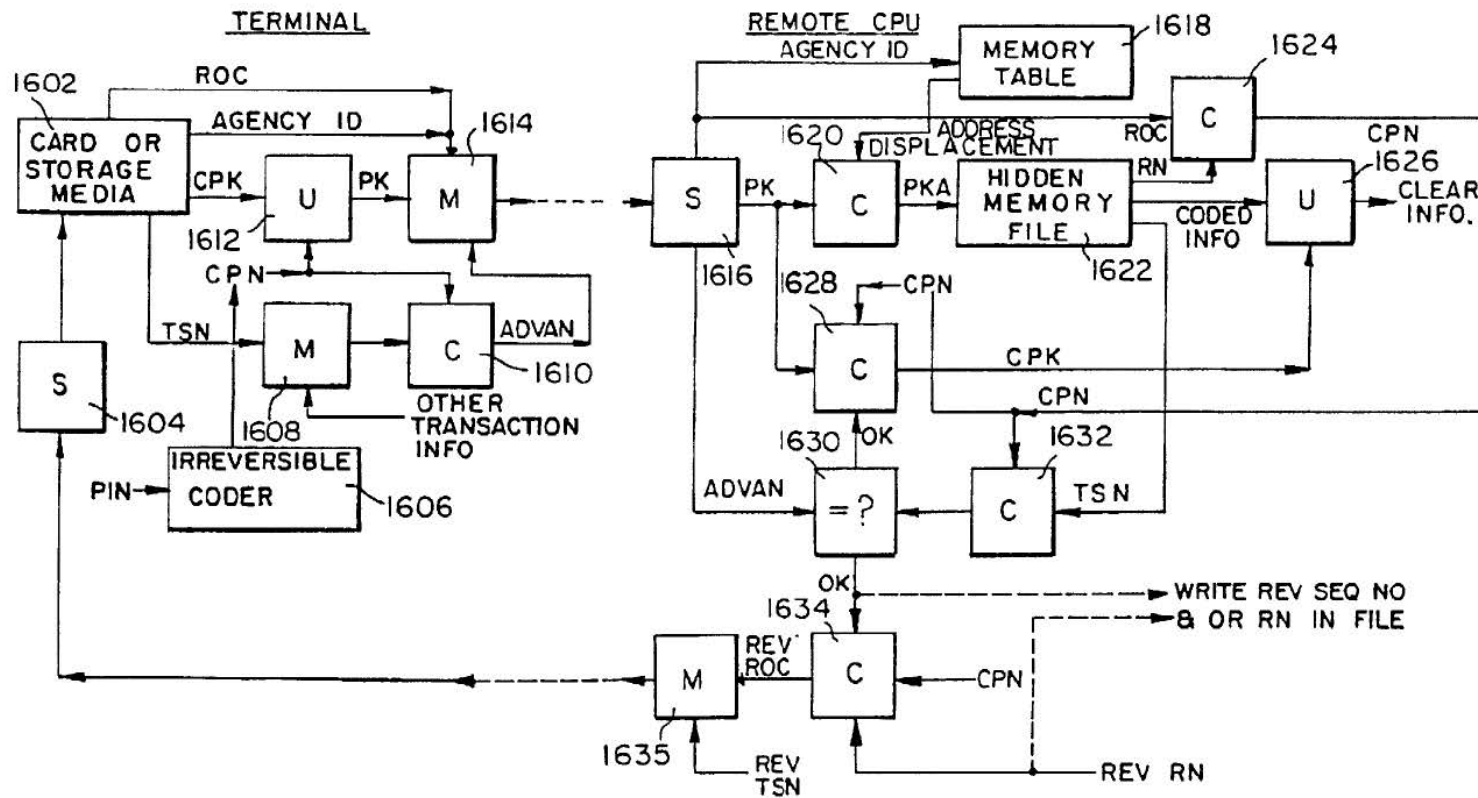 TERMINAL
REMOTE CPU
ROC
AGENCY ID
1602
CARD OR
STORAGE
MEDIA
AGENCY ID
CPK
U
1612
PK
1614
M
CPN
TSN
M
1608
C
1610
ADVAN
OTHER
TRANSACTION
INFO
S
1604
PIN
IRREVERSIBLE
CODER
1606
MEMORY
TABLE
1618
1624
C
ROC
CPN
ADDRESS
DISPLACEMENT
1620
S
1616
PK
C
PKA
HIDDEN
MEMORY
FILE
1622
RN
CODED
INFO
U
1626
CLEAR
INFO.
1628
CPN
C
CPK
CPN
OK
1630
= ?
ADVAN
1632
C
TSN
OK
WRITE REV SEQ NO
& OR RN IN FILE
1634
C
REV
ROC
M
1635
CPN
REV
TSN
REV RN